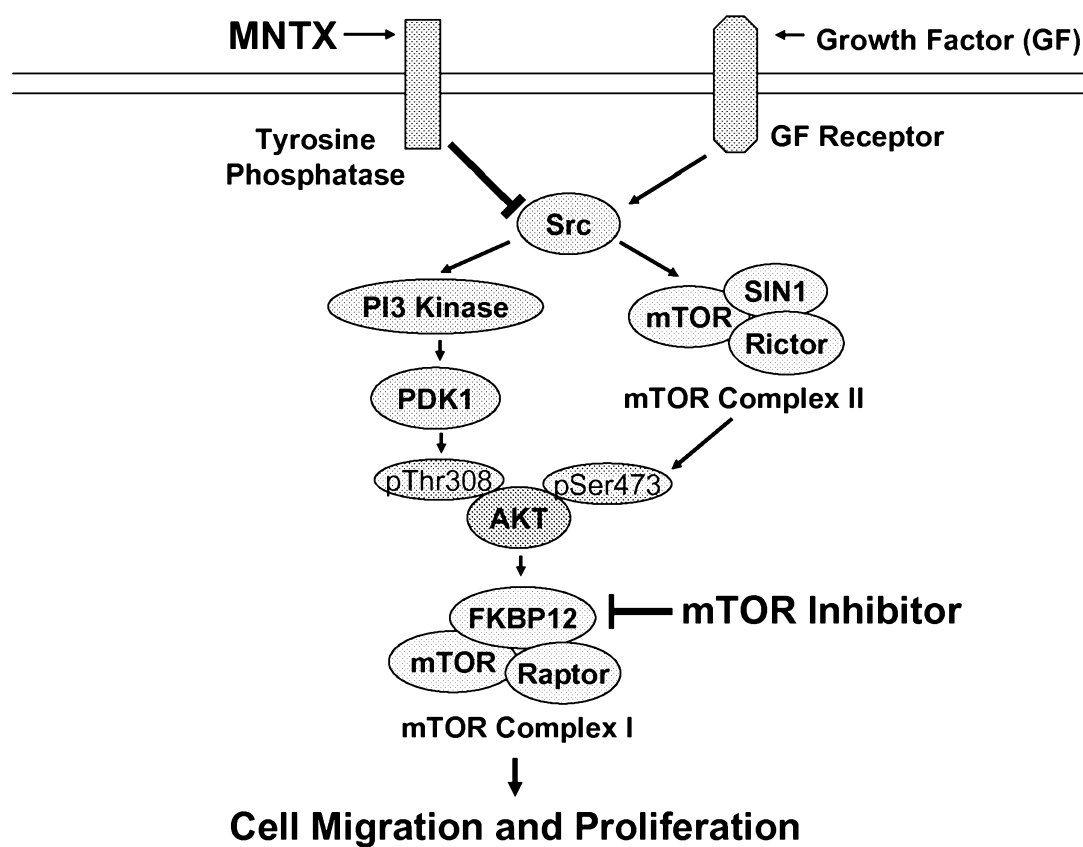 MNTX
Growth Factor (GF)
Tyrosine
Phosphatase
GF Receptor
Src
PI3 Kinase
SIN1
mTOR
Rictor
PDK1
mTOR Complex II
pThr308
pSer473
AKT
FKBP12
mTOR Inhibitor
mTOR
Raptor
mTOR Complex I
Cell Migration and Proliferation